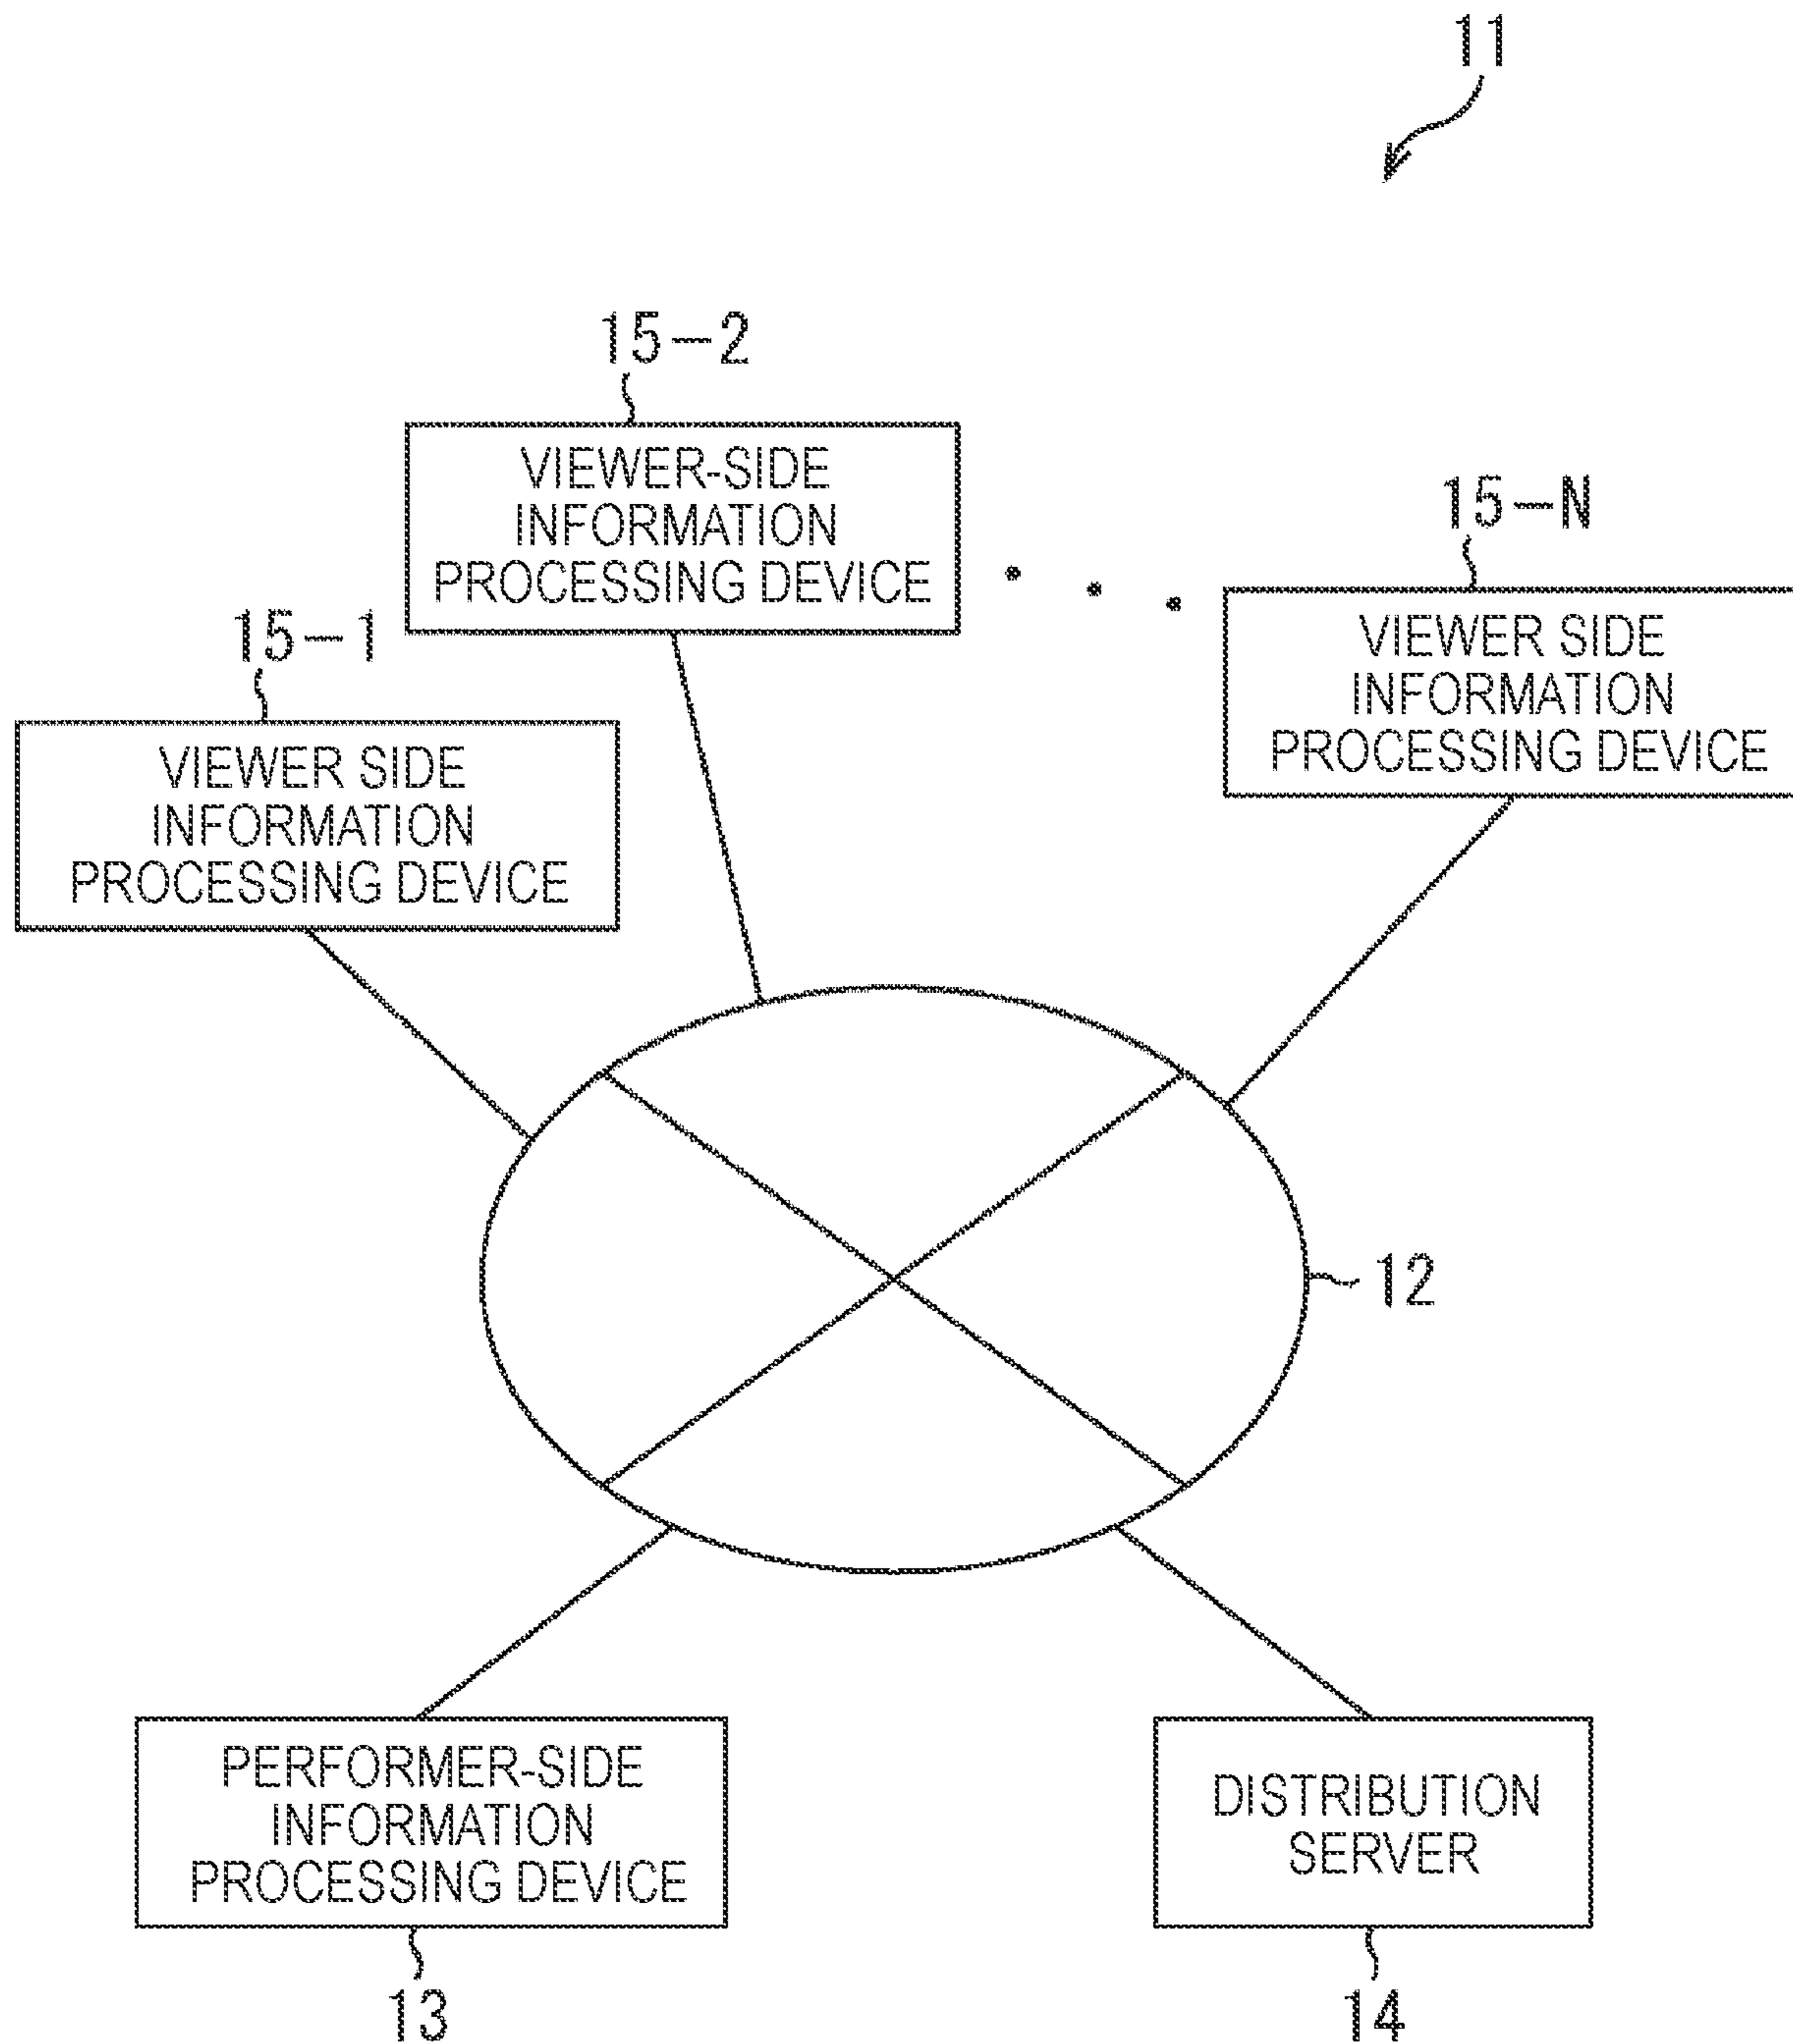 11
15-2
VIEWER-SIDE
INFORMATION
PROCESSING DEVICE
15-N
VIEWER SIDE
INFORMATION
PROCESSING DEVICE
15-1
VIEWER SIDE
INFORMATION
PROCESSING DEVICE
12
PERFORMER-SIDE
INFORMATION
PROCESSING DEVICE
13
DISTRIBUTION
SERVER
14